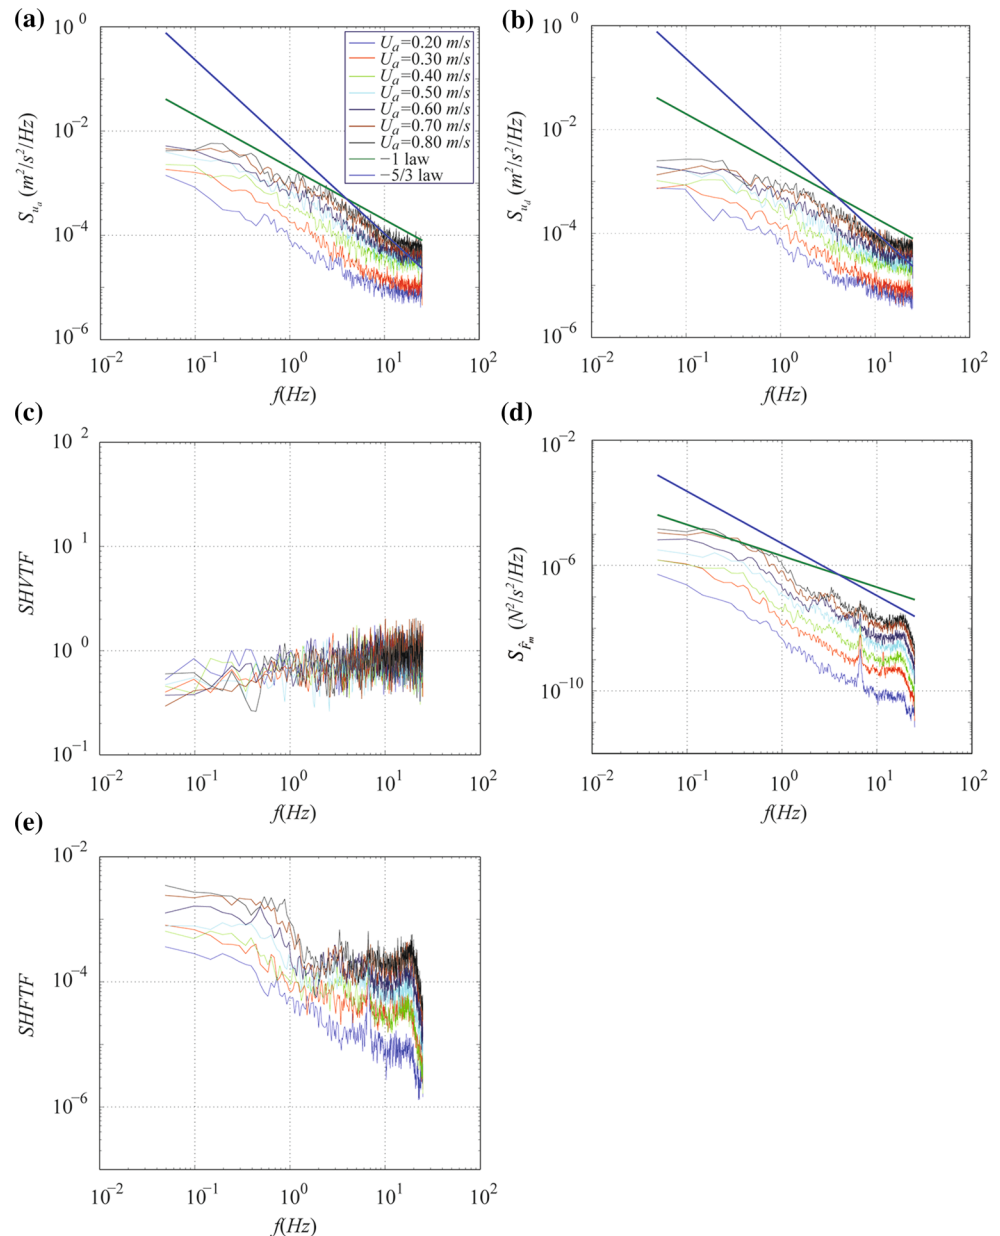 (a)
10^0
10^-2
10^-4
10^-6
S_{u_a} (m^2/s^2/Hz)
U_a=0.20 m/s
U_a=0.30 m/s
U_a=0.40 m/s
U_a=0.50 m/s
U_a=0.60 m/s
U_a=0.70 m/s
U_a=0.80 m/s
−1 law
−5/3 law
10^-2 10^-1 10^0 10^1 10^2
f(Hz)
(b)
10^0
10^-2
10^-4
10^-6
S_{u_d} (m^2/s^2/Hz)
10^-2 10^-1 10^0 10^1 10^2
f(Hz)
(c)
10^2
10^1
10^0
10^-1
SHVTF
10^-2 10^-1 10^0 10^1 10^2
f(Hz)
(d)
10^-2
10^-6
10^-10
S_{F̂_m} (N^2/s^2/Hz)
10^-2 10^-1 10^0 10^1 10^2
f(Hz)
(e)
10^-2
10^-4
10^-6
SHFTF
10^-2 10^-1 10^0 10^1 10^2
f(Hz)